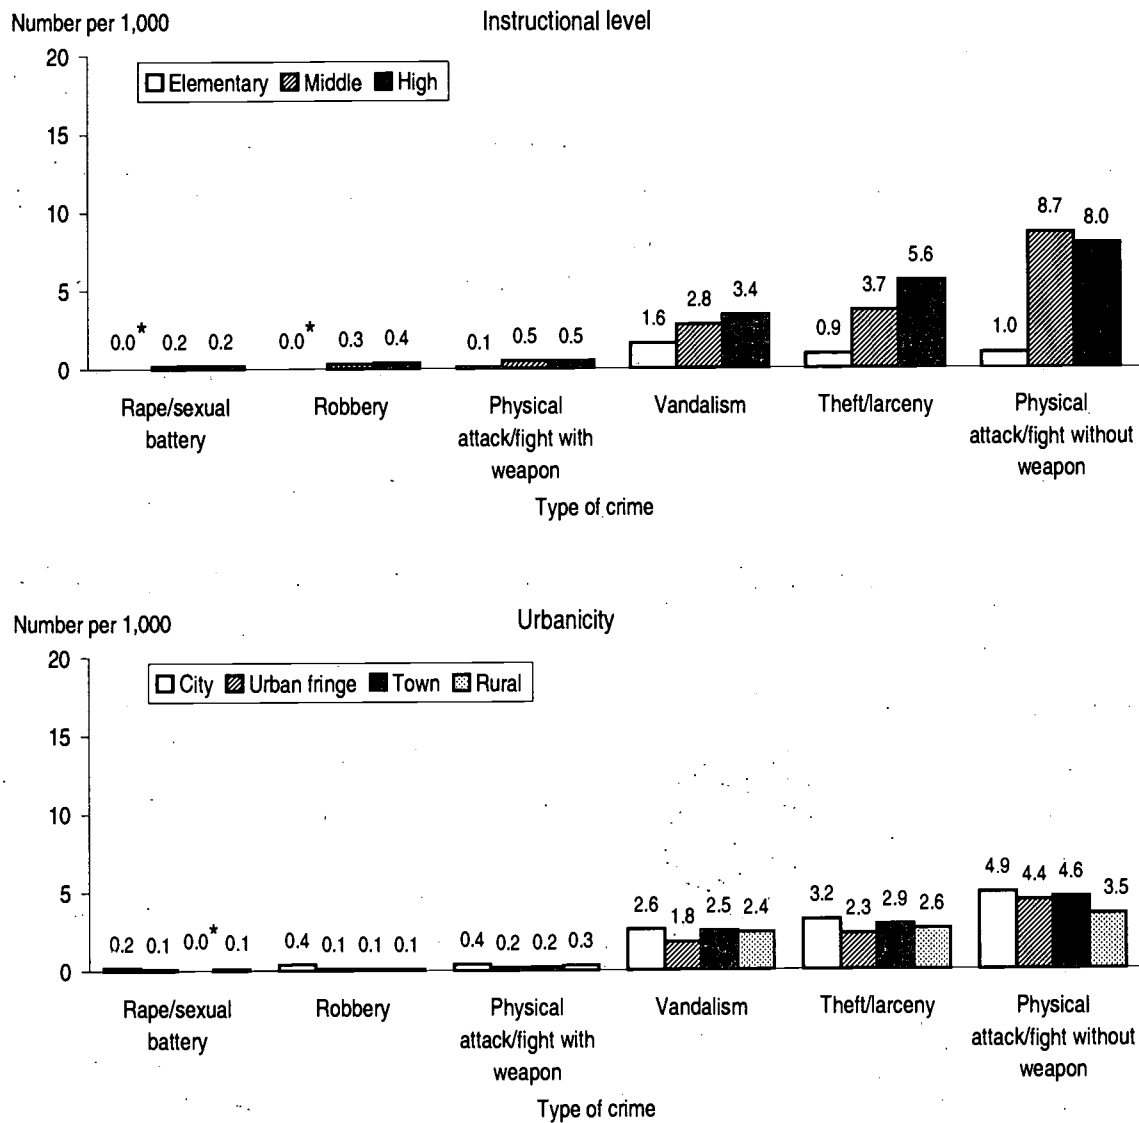 Number per 1,000
Instructional level
20
Elementary Middle High
15
10
5
0
0.0* 0.2 0.2
0.0* 0.3 0.4
0.1 0.5 0.5
1.6 2.8 3.4
0.9 3.7 5.6
1.0 8.7 8.0
Rape/sexual
battery
Robbery
Physical
attack/fight with
weapon
Vandalism
Theft/larceny
Physical
attack/fight without
weapon
Type of crime
Number per 1,000
Urbanicity
20
City Urban fringe Town Rural
15
10
5
0
0.2 0.1 0.0* 0.1
0.4 0.1 0.1 0.1
0.4 0.2 0.2 0.3
2.6 1.8 2.5 2.4
3.2 2.3 2.9 2.6
4.9 4.4 4.6 3.5
Rape/sexual
battery
Robbery
Physical
attack/fight with
weapon
Vandalism
Theft/larceny
Physical
attack/fight without
weapon
Type of crime